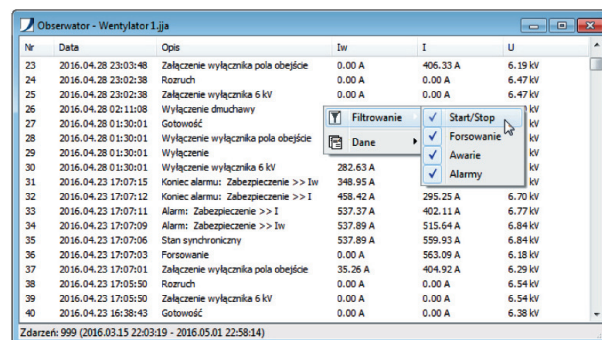 Obserwator - Wentylator 1.jja
Nr Data Opis Iw I U
23 2016.04.28 23:03:48 Załączenie wyłącznika pola obejście 0.00 A 406.33 A 6.19 kV
24 2016.04.28 23:02:38 Rozruch 0.00 A 0.00 A 6.47 kV
25 2016.04.28 23:02:38 Załączenie wyłącznika 6 kV 0.00 A 0.00 A 6.47 kV
26 2016.04.28 02:11:08 Wyłączenie dmuchawy kV
27 2016.04.28 01:30:01 Gotowość
28 2016.04.28 01:30:01 Wyłączenie wyłącznika pola obejście
29 2016.04.28 01:30:01 Wyłączenie
30 2016.04.28 01:30:01 Wyłączenie wyłącznika 6 kV 282.63 A
31 2016.04.23 17:07:15 Koniec alarmu: Zabezpieczenie >> Iw 348.95 A
32 2016.04.23 17:07:12 Koniec alarmu: Zabezpieczenie >> I 458.42 A 295.25 A 6.70 kV
33 2016.04.23 17:07:11 Alarm: Zabezpieczenie >> I 537.37 A 402.11 A 6.77 kV
34 2016.04.23 17:07:09 Alarm: Zabezpieczenie >> Iw 537.89 A 515.64 A 6.84 kV
35 2016.04.23 17:07:06 Stan synchroniczny 537.89 A 559.93 A 6.84 kV
36 2016.04.23 17:07:03 Forsowanie 0.00 A 563.09 A 6.18 kV
37 2016.04.23 17:07:01 Załączenie wyłącznika pola obejście 35.26 A 404.92 A 6.29 kV
38 2016.04.23 17:05:50 Rozruch 0.00 A 0.00 A 6.54 kV
39 2016.04.23 17:05:50 Załączenie wyłącznika 6 kV 0.00 A 0.00 A 6.54 kV
40 2016.04.23 16:38:43 Gotowość 0.00 A 0.00 A 6.38 kV
Filtrowanie
Dane
Start/Stop
Forsowanie
Awarie
Alarmy
Zdarzeń: 999 (2016.03.15 22:03:19 - 2016.05.01 22:58:14)